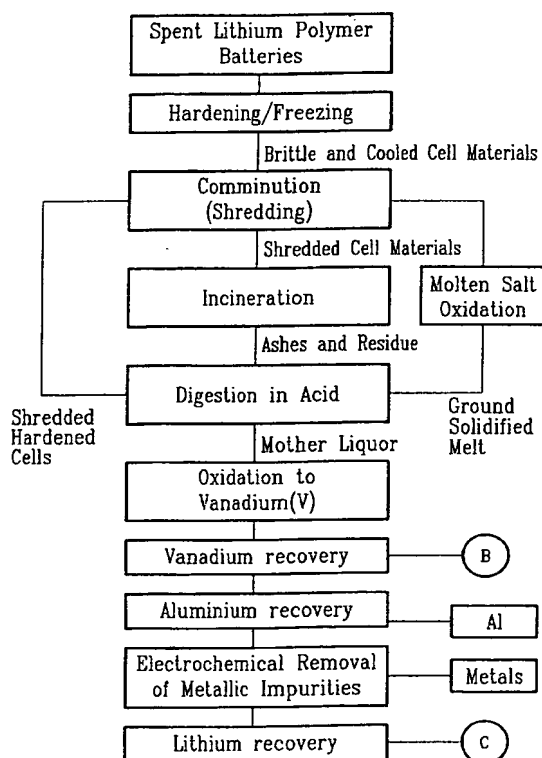 Spent Lithium Polymer
Batteries
Hardening/Freezing
Brittle and Cooled Cell Materials
Comminution
(Shredding)
Shredded Cell Materials
Incineration
Molten Salt
Oxidation
Ashes and Residue
Digestion in Acid
Shredded
Hardened
Cells
Ground
Solidified
Melt
Mother Liquor
Oxidation to
Vanadium(V)
Vanadium recovery
B
Aluminium recovery
Al
Electrochemical Removal
of Metallic Impurities
Metals
Lithium recovery
C